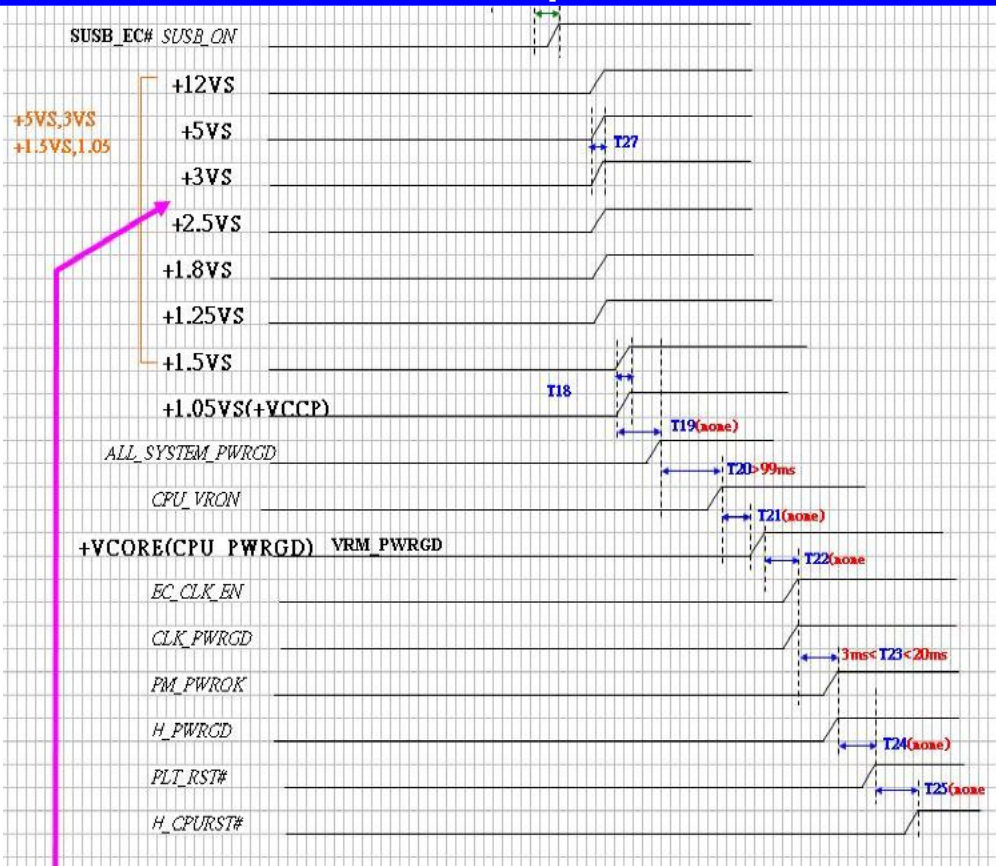 SUSB_EC# SUSB_ON
+12VS
+5VS,3VS
+1.5VS,1.05
+5VS
T27
+3VS
+2.5VS
+1.8VS
+1.25VS
+1.5VS
T18
+1.05VS(+VCCP)
T19(none)
ALL_SYSTEM_PWRGD
T20>99ms
CPU_VRON
T21(none)
+VCORE(CPU PWRGD) VRM_PWRGD
T22(none
EC_CLK_EN
CLK_PWRGD
3ms<T23<20ms
PM_PWROK
H_PWRGD
T24(none)
PLT_RST#
T25(none
H_CPURST#